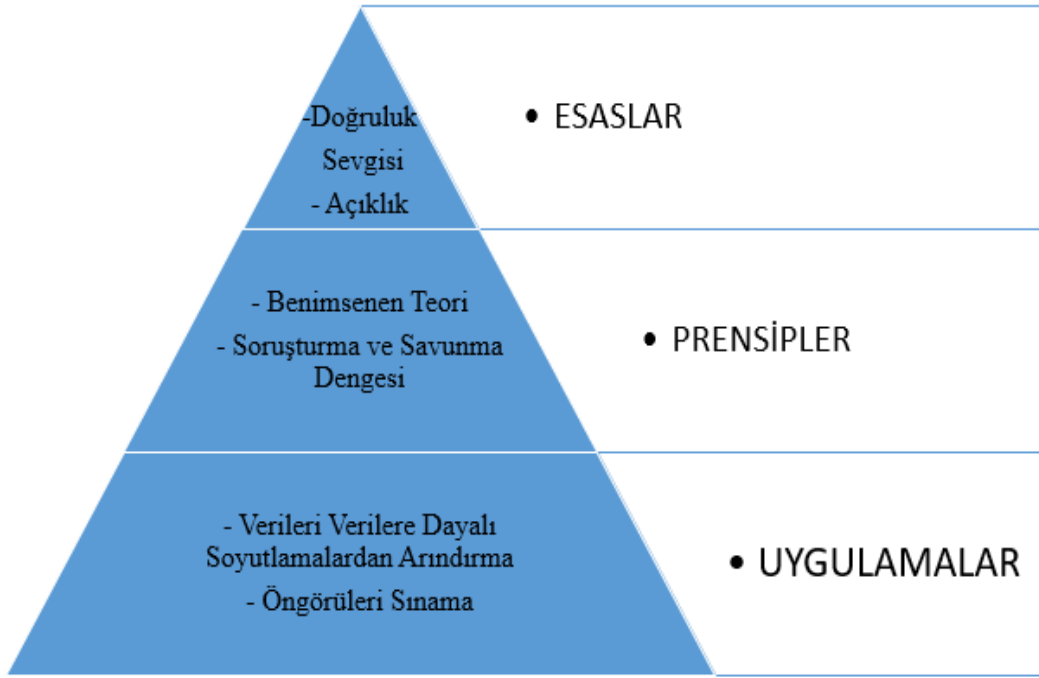 -Doğruluk
Sevgisi
- Açıklık
• ESASLAR
- Benimsenen Teori
- Soruşturma ve Savunma
Dengesi
• PRENSİPLER
- Verileri Verilere Dayalı
Soyutlamalardan Arındırma
- Öngörüleri Sınama
• UYGULAMALAR